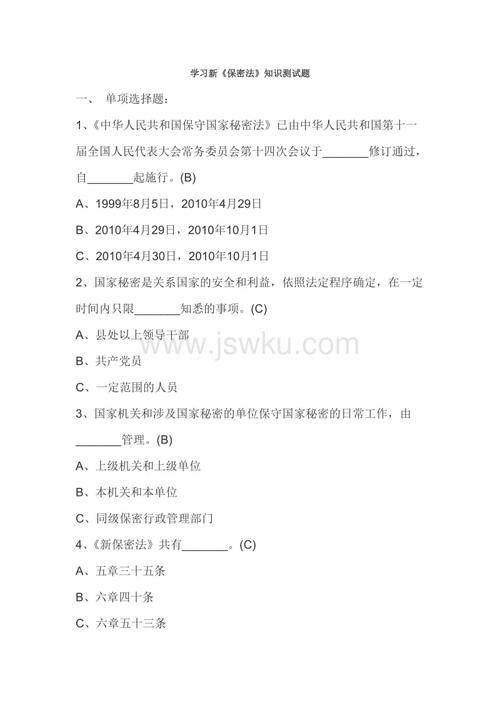 学习新《保密法》知识测试题
一、 单项选择题：
1、《中华人民共和国保守国家秘密法》已由中华人民共和国第十一
届全国人民代表大会常务委员会第十四次会议于_______修订通过，
自_______起施行。(B)
A、1999年8月5日，2010年4月29日
B、2010年4月29日，2010年10月1日
C、2010年4月30日，2010年10月1日
2、国家秘密是关系国家的安全和利益，依照法定程序确定，在一定
时间内只限_______知悉的事项。(C)
A、县处以上领导干部
www.jswku.com
B、共产党员
C、一定范围的人员
3、国家机关和涉及国家秘密的单位保守国家秘密的日常工作，由
_______管理。(B)
A、上级机关和上级单位
B、本机关和本单位
C、同级保密行政管理部门
4、《新保密法》共有_______。(C)
A、五章三十五条
B、六章四十条
C、六章五十三条